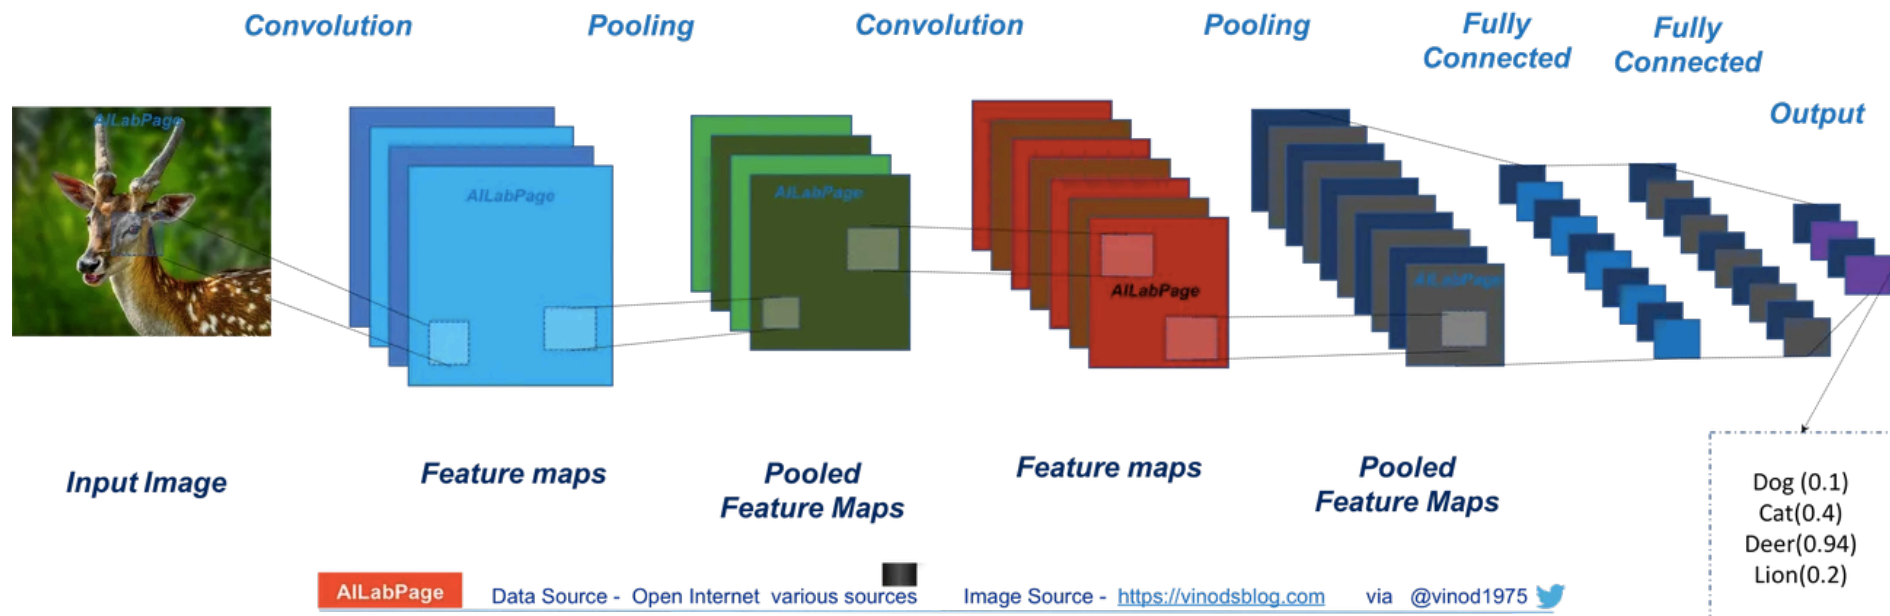 Convolution
Pooling
Convolution
Pooling
Fully
Connected
Fully
Connected
Output
AILabPage
AILabPage
AILabPage
AILabPage
AILabPage
Input Image
Feature maps
Pooled
Feature Maps
Feature maps
Pooled
Feature Maps
Dog (0.1)
Cat(0.4)
Deer(0.94)
Lion(0.2)
AILabPage
Data Source - Open Internet various sources
Image Source - https://vinodsblog.com via @vinod1975